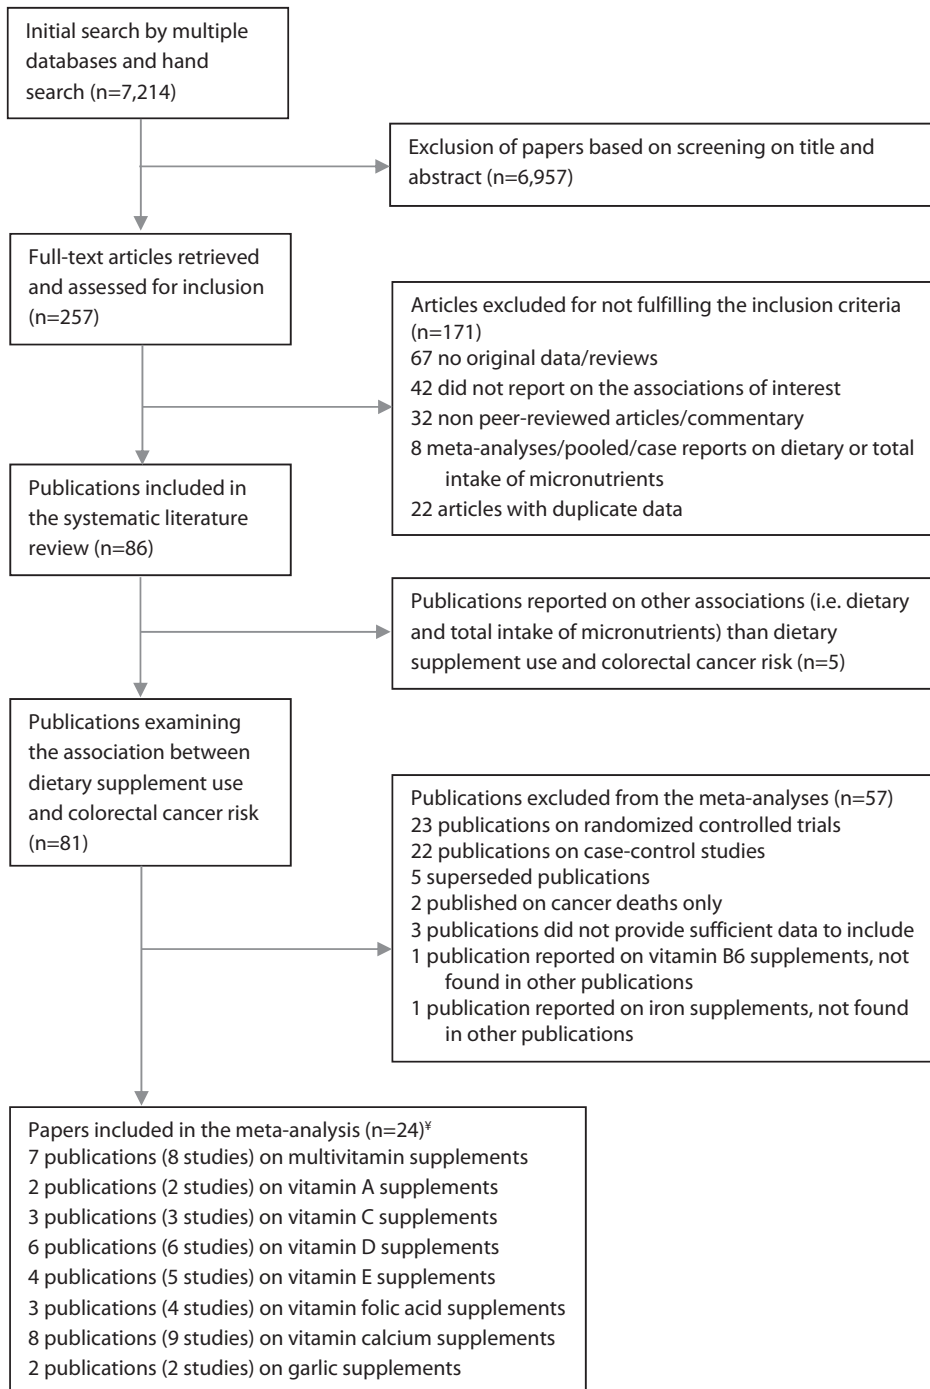 Initial search by multiple
databases and hand
search (n=7,214)
Exclusion of papers based on screening on title and
abstract (n=6,957)
Full-text articles retrieved
and assessed for inclusion
(n=257)
Articles excluded for not fulfilling the inclusion criteria
(n=171)
67 no original data/reviews
42 did not report on the associations of interest
32 non peer-reviewed articles/commentary
8 meta-analyses/pooled/case reports on dietary or total
intake of micronutrients
22 articles with duplicate data
Publications included in
the systematic literature
review (n=86)
Publications reported on other associations (i.e. dietary
and total intake of micronutrients) than dietary
supplement use and colorectal cancer risk (n=5)
Publications examining
the association between
dietary supplement use
and colorectal cancer risk
(n=81)
Publications excluded from the meta-analyses (n=57)
23 publications on randomized controlled trials
22 publications on case-control studies
5 superseded publications
2 published on cancer deaths only
3 publications did not provide sufficient data to include
1 publication reported on vitamin B6 supplements, not
found in other publications
1 publication reported on iron supplements, not found
in other publications
Papers included in the meta-analysis (n=24)¥
7 publications (8 studies) on multivitamin supplements
2 publications (2 studies) on vitamin A supplements
3 publications (3 studies) on vitamin C supplements
6 publications (6 studies) on vitamin D supplements
4 publications (5 studies) on vitamin E supplements
3 publications (4 studies) on vitamin folic acid supplements
8 publications (9 studies) on vitamin calcium supplements
2 publications (2 studies) on garlic supplements